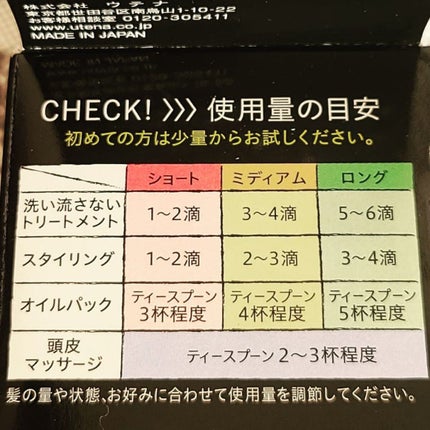 株式会社 ウテナ
東京都世田谷区南烏山1-10-22
お客様相談室 0120-305411
www.utena.co.jp
MADE IN JAPAN
CHECK! 》》 使用量の目安
初めての方は少量からお試しください。
ショート ミディアム ロング
洗い流さない
トリートメント 1〜2滴 3〜4滴 5〜6滴
スタイリング 1〜2滴 2〜3滴 3〜4滴
オイルパック ティースプーン3杯程度 ティースプーン4杯程度 ティースプーン5杯程度
頭皮
マッサージ ティースプーン 2〜3杯程度
髪の量や状態、お好みに合わせて使用量を調節してください。